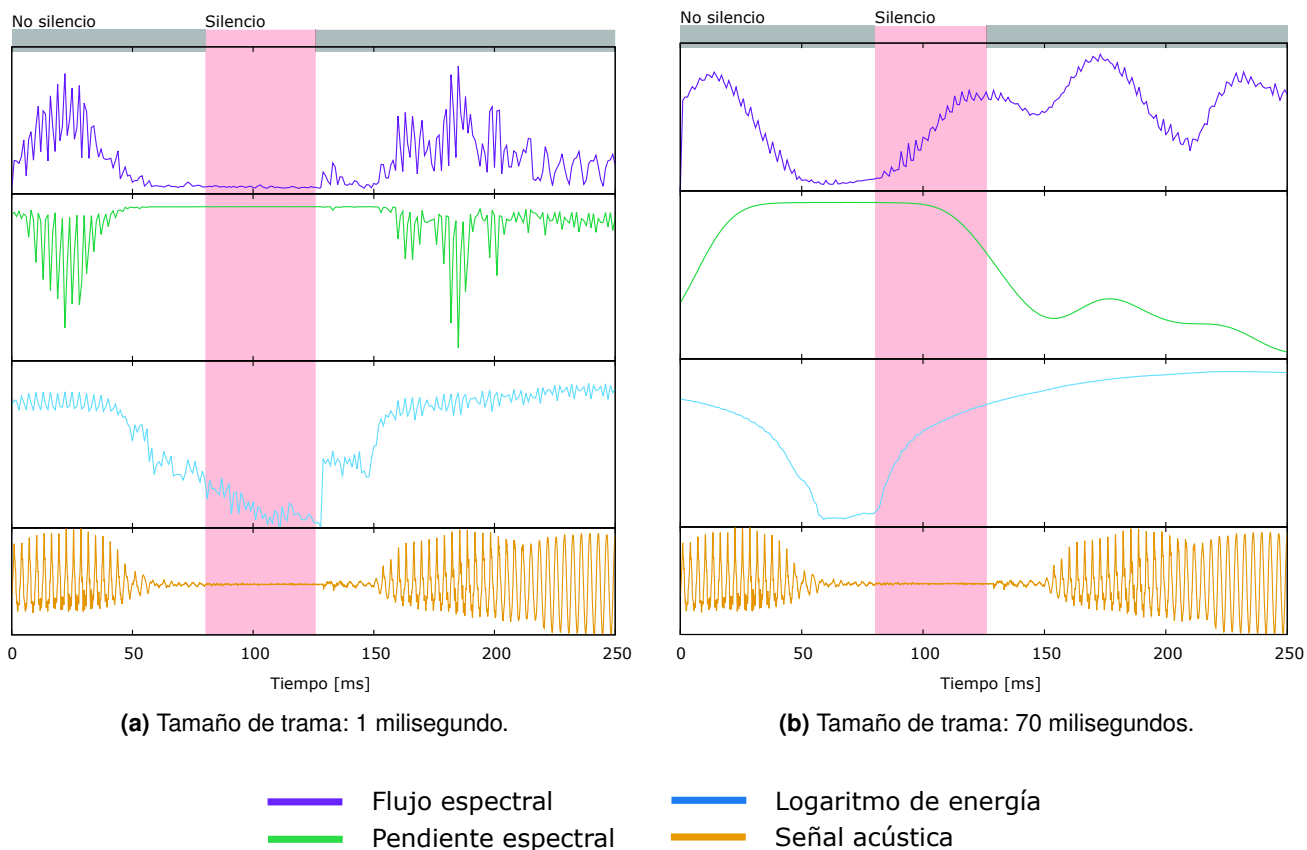 No silencio Silencio
0 50 100 150 200 250
Tiempo [ms]
(a) Tamaño de trama: 1 milisegundo.
No silencio Silencio
0 50 100 150 200 250
Tiempo [ms]
(b) Tamaño de trama: 70 milisegundos.
Flujo espectral
Pendiente espectral
Logaritmo de energía
Señal acústica